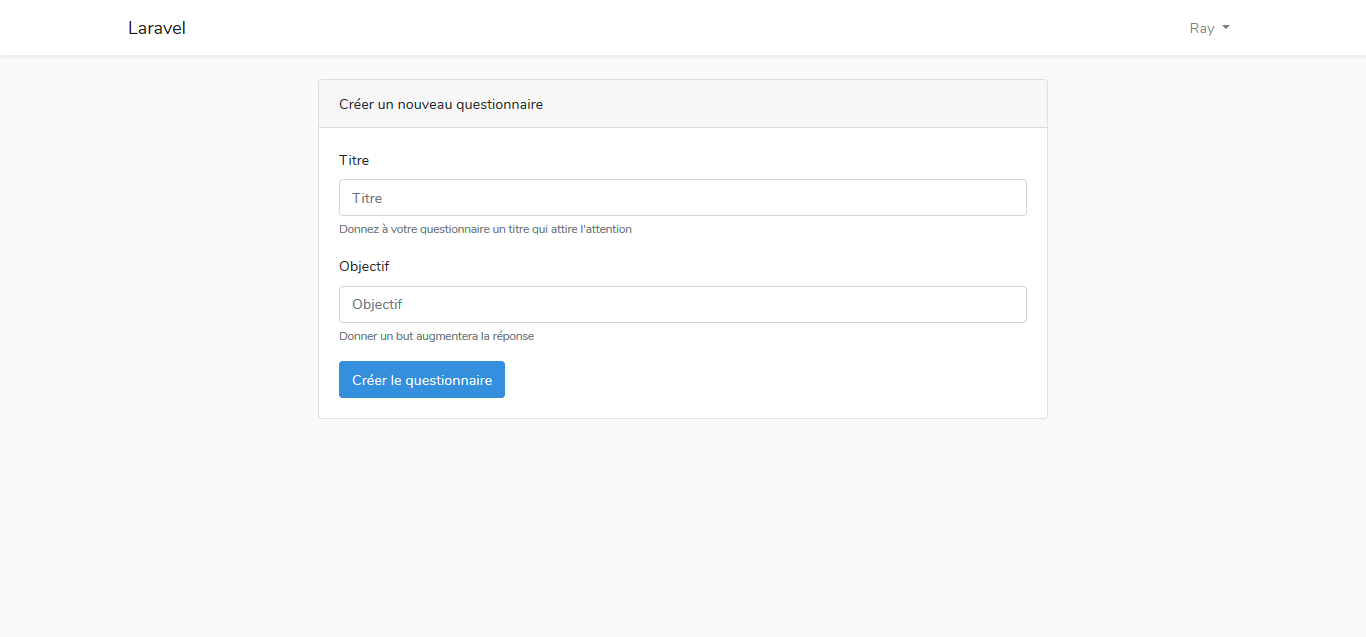 Laravel
Ray
Créer un nouveau questionnaire
Titre
Titre
Donnez à votre questionnaire un titre qui attire l'attention
Objectif
Objectif
Donner un but augmentera la réponse
Créer le questionnaire